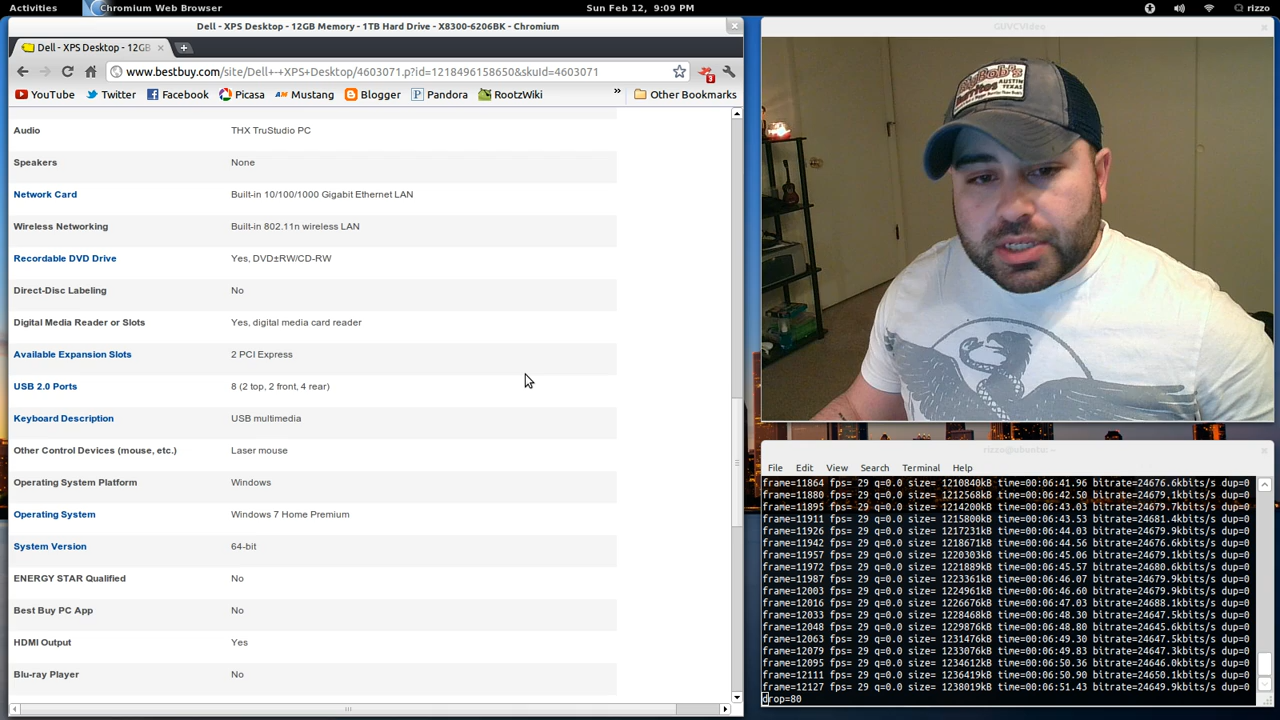 Activities Chromium Web Browser Sun Feb 12, 9:09 PM rizzo
Dell - XPS Desktop - 12GB Memory - 1TB Hard Drive - X8300-6206BK - Chromium
Dell - XPS Desktop - 12GB
www.bestbuy.com/site/Dell+-+XPS+Desktop/4603071.p?id=1218496158650&skuId=4603071
YouTube Twitter Facebook Picasa Mustang Blogger Pandora RootzWiki » Other Bookmarks
Audio THX TruStudio PC
Speakers None
Network Card Built-in 10/100/1000 Gigabit Ethernet LAN
Wireless Networking Built-in 802.11n wireless LAN
Recordable DVD Drive Yes, DVD±RW/CD-RW
Direct-Disc Labeling No
Digital Media Reader or Slots Yes, digital media card reader
Available Expansion Slots 2 PCI Express
USB 2.0 Ports 8 (2 top, 2 front, 4 rear)
Keyboard Description USB multimedia
Other Control Devices (mouse, etc.) Laser mouse
Operating System Platform Windows
Operating System Windows 7 Home Premium
System Version 64-bit
ENERGY STAR Qualified No
Best Buy PC App No
HDMI Output Yes
Blu-ray Player No
GUVCVideo
Burritos
AUSTIN
TEXAS
rizzo@ubuntu: ~
File Edit View Search Terminal Help
frame=11864 fps= 29 q=0.0 size= 1210840kB time=00:06:41.96 bitrate=24676.6kbits/s dup=0
frame=11880 fps= 29 q=0.0 size= 1212568kB time=00:06:42.50 bitrate=24679.1kbits/s dup=0
frame=11895 fps= 29 q=0.0 size= 1214200kB time=00:06:43.03 bitrate=24679.7kbits/s dup=0
frame=11911 fps= 29 q=0.0 size= 1215800kB time=00:06:43.53 bitrate=24681.4kbits/s dup=0
frame=11926 fps= 29 q=0.0 size= 1217231kB time=00:06:44.03 bitrate=24679.9kbits/s dup=0
frame=11942 fps= 29 q=0.0 size= 1218671kB time=00:06:44.56 bitrate=24676.6kbits/s dup=0
frame=11957 fps= 29 q=0.0 size= 1220303kB time=00:06:45.06 bitrate=24679.2kbits/s dup=0
frame=11972 fps= 29 q=0.0 size= 1221889kB time=00:06:45.57 bitrate=24680.6kbits/s dup=0
frame=11987 fps= 29 q=0.0 size= 1223361kB time=00:06:46.07 bitrate=24679.9kbits/s dup=0
frame=12003 fps= 29 q=0.0 size= 1224961kB time=00:06:46.60 bitrate=24679.9kbits/s dup=0
frame=12016 fps= 29 q=0.0 size= 1226676kB time=00:06:47.03 bitrate=24688.1kbits/s dup=0
frame=12033 fps= 29 q=0.0 size= 1228468kB time=00:06:48.30 bitrate=24647.5kbits/s dup=0
frame=12048 fps= 29 q=0.0 size= 1229876kB time=00:06:48.80 bitrate=24645.6kbits/s dup=0
frame=12063 fps= 29 q=0.0 size= 1231476kB time=00:06:49.30 bitrate=24647.5kbits/s dup=0
frame=12079 fps= 29 q=0.0 size= 1233076kB time=00:06:49.83 bitrate=24647.3kbits/s dup=0
frame=12095 fps= 29 q=0.0 size= 1234612kB time=00:06:50.36 bitrate=24646.0kbits/s dup=0
frame=12111 fps= 29 q=0.0 size= 1236419kB time=00:06:50.90 bitrate=24650.1kbits/s dup=0
frame=12127 fps= 29 q=0.0 size= 1238019kB time=00:06:51.43 bitrate=24649.9kbits/s dup=0
drop=80